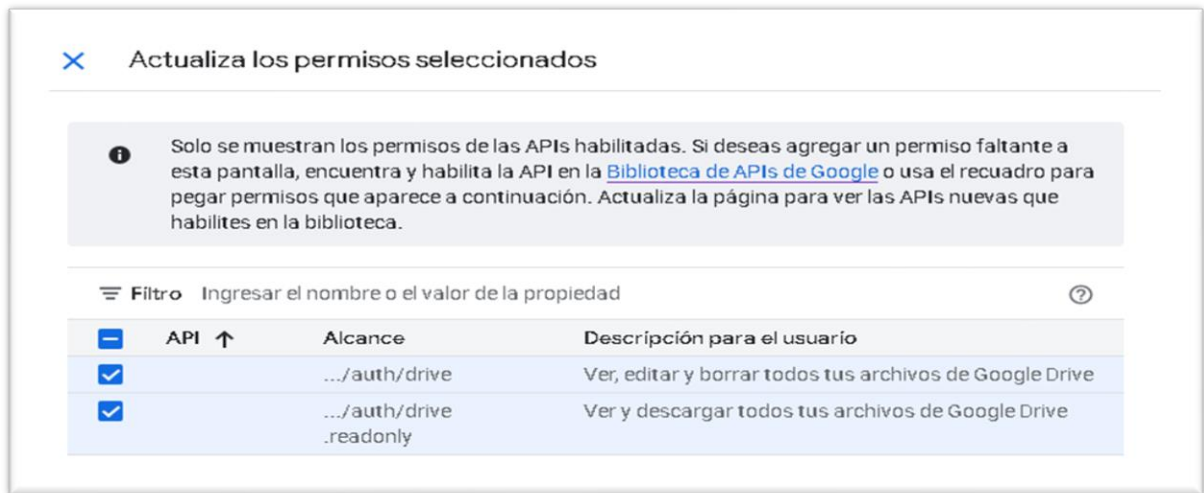 Actualiza los permisos seleccionados
Solo se muestran los permisos de las APIs habilitadas. Si deseas agregar un permiso faltante a
esta pantalla, encuentra y habilita la API en la Biblioteca de APIs de Google o usa el recuadro para
pegar permisos que aparece a continuación. Actualiza la página para ver las APIs nuevas que
habilites en la biblioteca.
Filtro Ingresar el nombre o el valor de la propiedad
API Alcance Descripción para el usuario
.../auth/drive Ver, editar y borrar todos tus archivos de Google Drive
.../auth/drive Ver y descargar todos tus archivos de Google Drive
.readonly